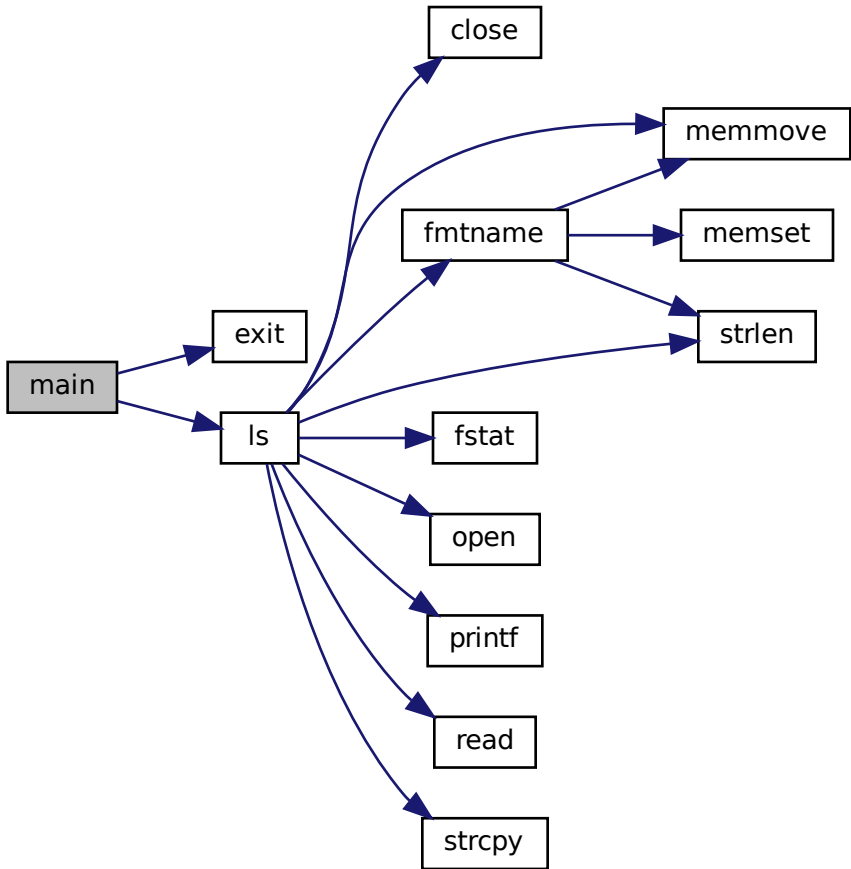 close
memmove
fmtname
memset
exit
strlen
main
ls
fstat
open
printf
read
strcpy